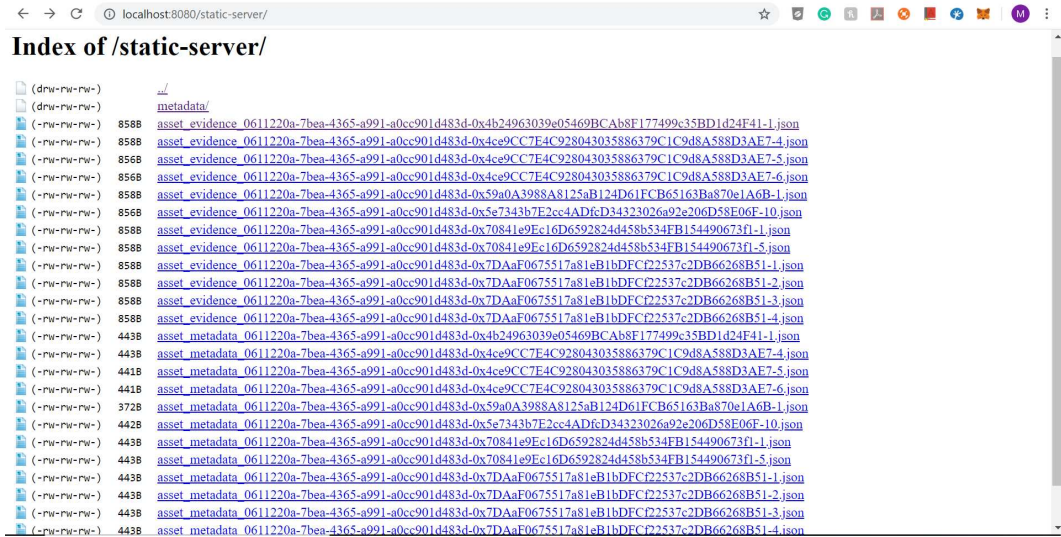 localhost:8080/static-server/
M
Index of /static-server/
(drw-rw-rw-) ../
(drw-rw-rw-) metadata/
(-rw-rw-rw-) 858B asset_evidence_0611220a-7bea-4365-a991-a0cc901d483d-0x4b24963039e05469BCAb8F177499c35BD1d24F41-1.json
(-rw-rw-rw-) 858B asset_evidence_0611220a-7bea-4365-a991-a0cc901d483d-0x4ce9CC7E4C928043035886379C1C9d8A588D3AE7-4.json
(-rw-rw-rw-) 856B asset_evidence_0611220a-7bea-4365-a991-a0cc901d483d-0x4ce9CC7E4C928043035886379C1C9d8A588D3AE7-5.json
(-rw-rw-rw-) 856B asset_evidence_0611220a-7bea-4365-a991-a0cc901d483d-0x4ce9CC7E4C928043035886379C1C9d8A588D3AE7-6.json
(-rw-rw-rw-) 858B asset_evidence_0611220a-7bea-4365-a991-a0cc901d483d-0x59a0A3988A8125aB124D61FCB65163Ba870e1A6B-1.json
(-rw-rw-rw-) 856B asset_evidence_0611220a-7bea-4365-a991-a0cc901d483d-0x5e7343b7E2cc4ADfcD34323026a92e206D58E06F-10.json
(-rw-rw-rw-) 858B asset_evidence_0611220a-7bea-4365-a991-a0cc901d483d-0x70841e9Ec16D6592824d458b534FB154490673f1-1.json
(-rw-rw-rw-) 858B asset_evidence_0611220a-7bea-4365-a991-a0cc901d483d-0x70841e9Ec16D6592824d458b534FB154490673f1-5.json
(-rw-rw-rw-) 858B asset_evidence_0611220a-7bea-4365-a991-a0cc901d483d-0x7DAaF0675517a81eB1bDFCf22537c2DB66268B51-1.json
(-rw-rw-rw-) 858B asset_evidence_0611220a-7bea-4365-a991-a0cc901d483d-0x7DAaF0675517a81eB1bDFCf22537c2DB66268B51-2.json
(-rw-rw-rw-) 858B asset_evidence_0611220a-7bea-4365-a991-a0cc901d483d-0x7DAaF0675517a81eB1bDFCf22537c2DB66268B51-3.json
(-rw-rw-rw-) 858B asset_evidence_0611220a-7bea-4365-a991-a0cc901d483d-0x7DAaF0675517a81eB1bDFCf22537c2DB66268B51-4.json
(-rw-rw-rw-) 443B asset_metadata_0611220a-7bea-4365-a991-a0cc901d483d-0x4b24963039e05469BCAb8F177499c35BD1d24F41-1.json
(-rw-rw-rw-) 443B asset_metadata_0611220a-7bea-4365-a991-a0cc901d483d-0x4ce9CC7E4C928043035886379C1C9d8A588D3AE7-4.json
(-rw-rw-rw-) 441B asset_metadata_0611220a-7bea-4365-a991-a0cc901d483d-0x4ce9CC7E4C928043035886379C1C9d8A588D3AE7-5.json
(-rw-rw-rw-) 441B asset_metadata_0611220a-7bea-4365-a991-a0cc901d483d-0x4ce9CC7E4C928043035886379C1C9d8A588D3AE7-6.json
(-rw-rw-rw-) 372B asset_metadata_0611220a-7bea-4365-a991-a0cc901d483d-0x59a0A3988A8125aB124D61FCB65163Ba870e1A6B-1.json
(-rw-rw-rw-) 442B asset_metadata_0611220a-7bea-4365-a991-a0cc901d483d-0x5e7343b7E2cc4ADfcD34323026a92e206D58E06F-10.json
(-rw-rw-rw-) 443B asset_metadata_0611220a-7bea-4365-a991-a0cc901d483d-0x70841e9Ec16D6592824d458b534FB154490673f1-1.json
(-rw-rw-rw-) 443B asset_metadata_0611220a-7bea-4365-a991-a0cc901d483d-0x70841e9Ec16D6592824d458b534FB154490673f1-5.json
(-rw-rw-rw-) 443B asset_metadata_0611220a-7bea-4365-a991-a0cc901d483d-0x7DAaF0675517a81eB1bDFCf22537c2DB66268B51-1.json
(-rw-rw-rw-) 443B asset_metadata_0611220a-7bea-4365-a991-a0cc901d483d-0x7DAaF0675517a81eB1bDFCf22537c2DB66268B51-2.json
(-rw-rw-rw-) 443B asset_metadata_0611220a-7bea-4365-a991-a0cc901d483d-0x7DAaF0675517a81eB1bDFCf22537c2DB66268B51-3.json
(-rw-rw-rw-) 443B asset_metadata_0611220a-7bea-4365-a991-a0cc901d483d-0x7DAaF0675517a81eB1bDFCf22537c2DB66268B51-4.json